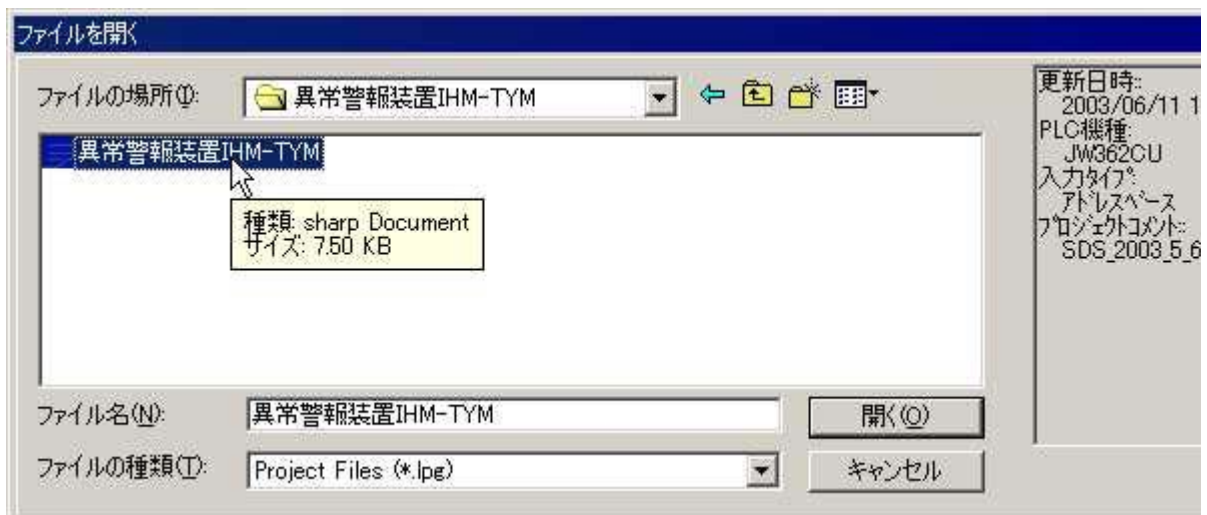 ファイルを開く
ファイルの場所(I):
異常警報装置IHM-TYM
異常警報装置IHM-TYM
種類: sharp Document
サイズ: 7.50 KB
ファイル名(N):
異常警報装置IHM-TYM
開く(O)
ファイルの種類(T):
Project Files (*.lpg)
キャンセル
更新日時::
2003/06/11 1
PLC機種:
JW362CU
入力タイプ:
アドレスベース
プロジェクトコメント::
SDS_2003_5_6